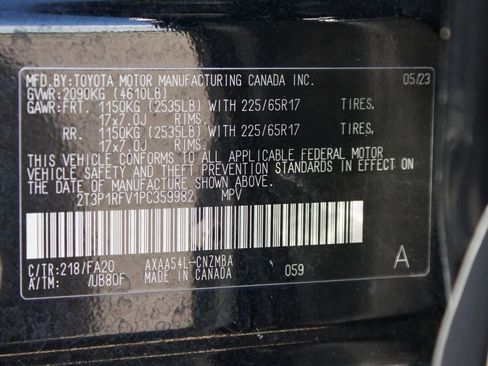 MFD.BY:TOYOTA MOTOR MANUFACTURING CANADA INC. 05/23
GVWR:2090KG (4610LB)
GAWR:FRT. 1150KG (2535LB) WITH 225/65R17 TIRES,
17x7.0J RIMS.
RR. 1150KG (2535LB) WITH 225/65R17 TIRES,
17x7.0J RIMS.
THIS VEHICLE CONFORMS TO ALL APPLICABLE FEDERAL MOTOR
VEHICLE SAFETY AND THEFT PREVENTION STANDARDS IN EFFECT
ON THE DATE OF MANUFACTURE SHOWN ABOVE.
2T3P1RFV1PC359982 MPV
C/TR:218/FA20 AXAA54L-CNZMBA
A/TM: /UB80F MADE IN CANADA 059 A